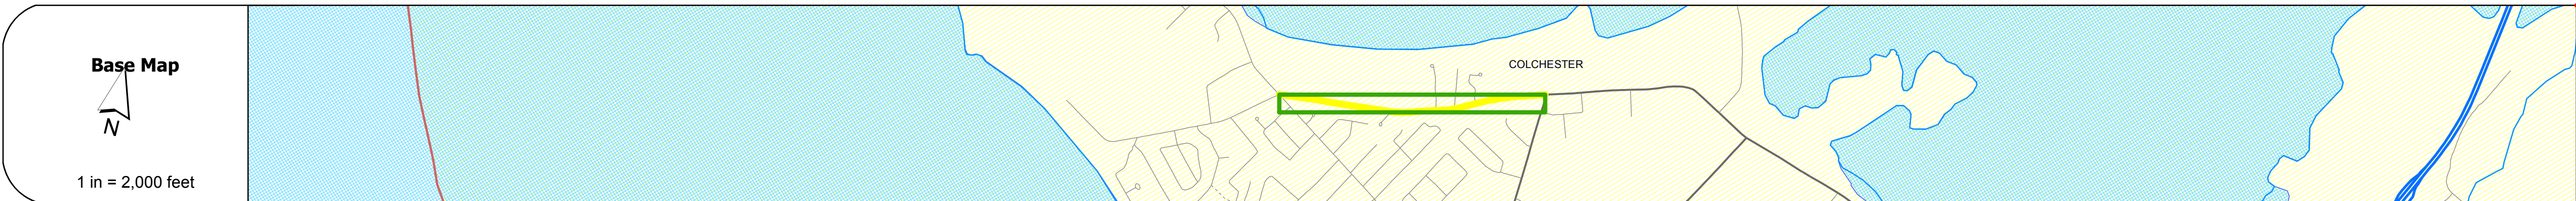 Base Map
N
1 in = 2,000 feet
COLCHESTER